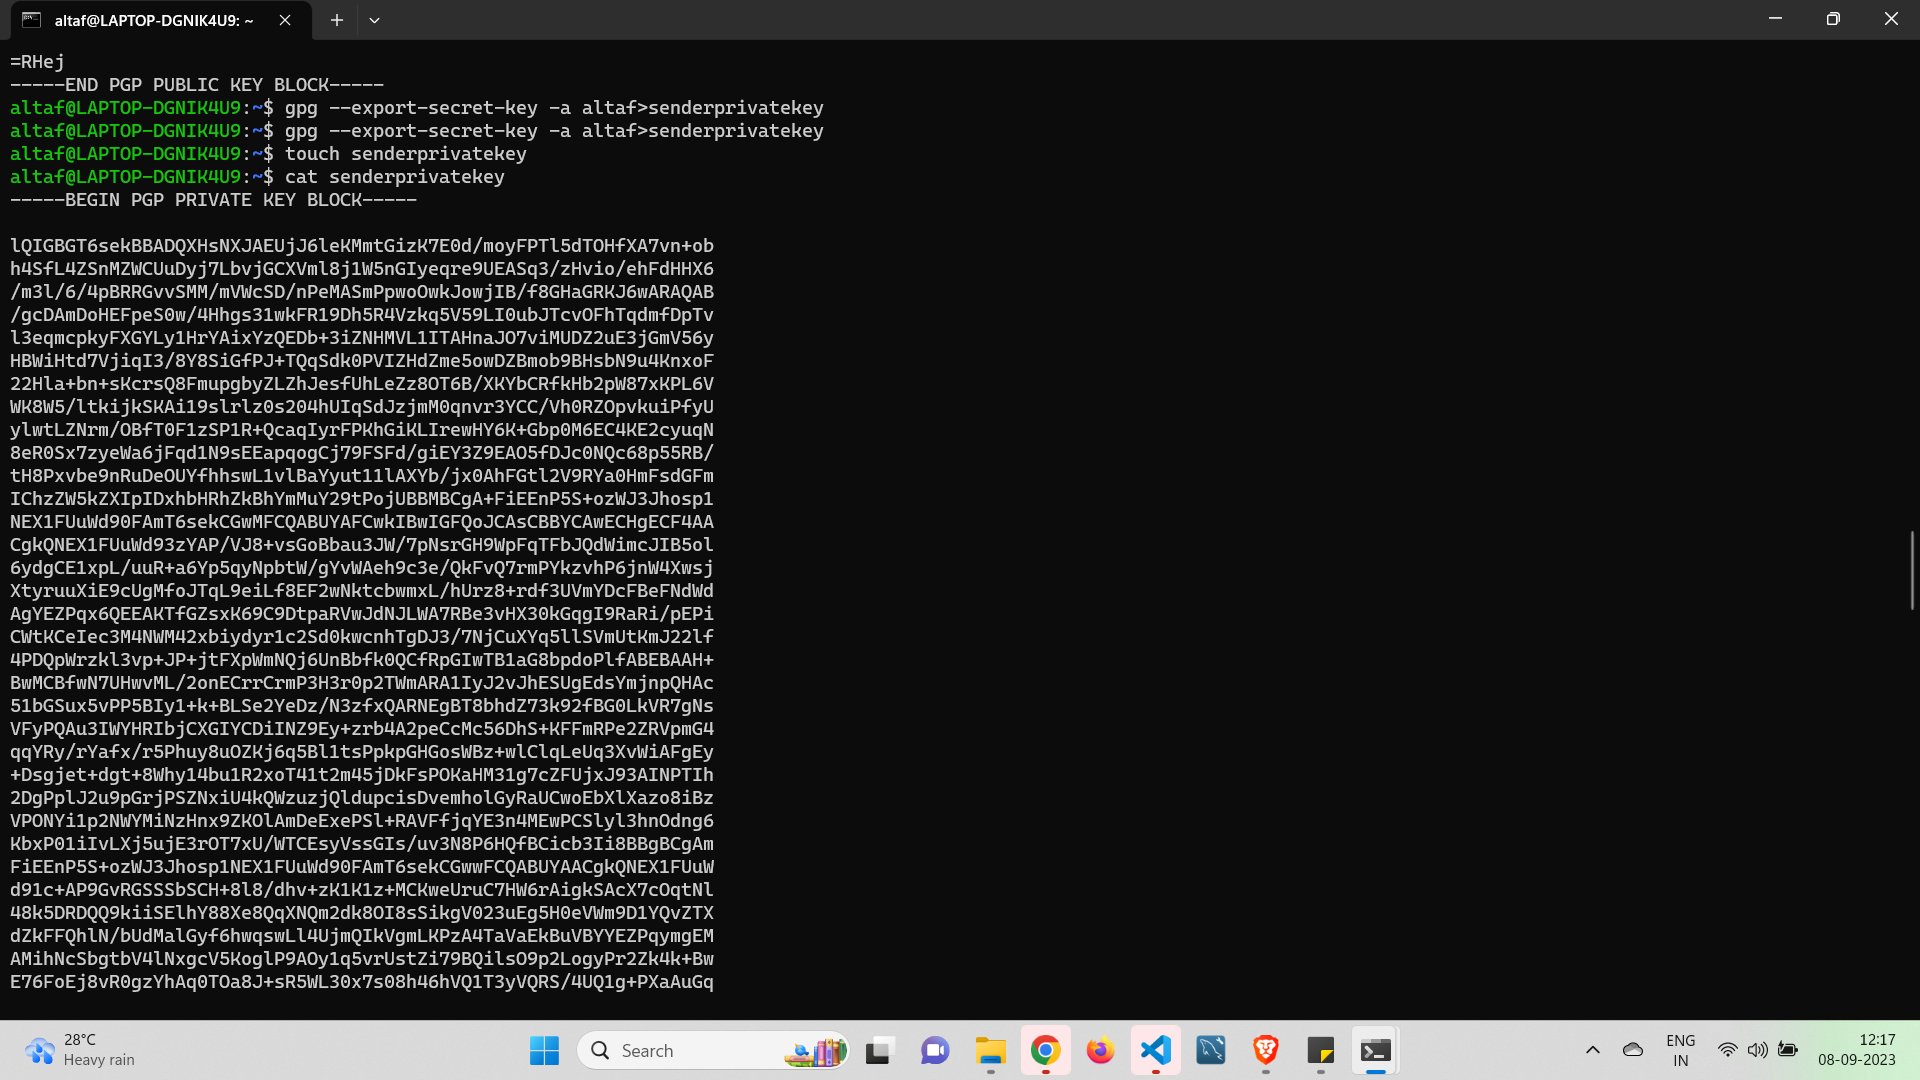 altaf@LAPTOP-DGNIK4U9: ~
=RHej
-----END PGP PUBLIC KEY BLOCK-----
altaf@LAPTOP-DGNIK4U9:~$ gpg --export-secret-key -a altaf>senderprivatekey
altaf@LAPTOP-DGNIK4U9:~$ gpg --export-secret-key -a altaf>senderprivatekey
altaf@LAPTOP-DGNIK4U9:~$ touch senderprivatekey
altaf@LAPTOP-DGNIK4U9:~$ cat senderprivatekey
-----BEGIN PGP PRIVATE KEY BLOCK-----
lQIGBGT6sekBBADQXHsNXJAEUjJ6leKMmtGizK7E0d/moyFPTl5dTOHfXA7vn+ob
h4SfL4ZSnMZWCUuDyj7LbvjGCXVml8j1W5nGIyeqre9UEASq3/zHvio/ehFdHHX6
/m3l/6/4pBRRGvvSMM/mVWcSD/nPeMASmPpwoOwkJowjIB/f8GHaGRKJ6wARAQAB
/gcDAmDoHEFpeS0w/4Hhgs31wkFR19Dh5R4Vzkq5V59LI0ubJTcvOFhTqdmfDpTv
l3eqmcpkyFXGYLy1HrYAixYzQEDb+3iZNHMVL1ITAHnaJO7viMUDZ2uE3jGmV56y
HBWiHtd7VjiqI3/8Y8SiGfPJ+TQqSdk0PVIZHdZme5owDZBmob9BHsbN9u4KnxoF
22Hla+bn+sKcrsQ8FmupgbyZLZhJesfUhLeZz8OT6B/XKYbCRfkHb2pW87xKPL6V
WK8W5/ltkijkSKAi19slrlz0s204hUIqSdJzjmM0qnvr3YCC/Vh0RZOpvkuiPfyU
ylwtLZNrm/OBfT0F1zSP1R+QcaqIyrFPKhGiKLIrewHY6K+Gbp0M6EC4KE2cyuqN
8eR0Sx7zyeWa6jFqd1N9sEEapqogCj79FSFd/giEY3Z9EAO5fDJc0NQc68p55RB/
tH8Pxvbe9nRuDeOUYfhhswL1vlBaYyut11lAXYb/jx0AhFGtl2V9RYa0HmFsdGFm
IChzZW5kZXIpIDxhbHRhZkBhYmMuY29tPojUBBMBCgA+FiEEnP5S+ozWJ3Jhosp1
NEX1FUuWd90FAmT6sekCGwMFCQABUYAFCwkIBwIGFQoJCAsCBBYCAwECHgECF4AA
CgkQNEX1FUuWd93zYAP/VJ8+vsGoBbau3JW/7pNsrGH9WpFqTFbJQdWimcJIB5ol
6ydgCE1xpL/uuR+a6Yp5qyNpbtW/gYvWAeh9c3e/QkFvQ7rmPYkzvhP6jnW4Xwsj
XtyruuXiE9cUgMfoJTqL9eiLf8EF2wNktcbwmxL/hUrz8+rdf3UVmYDcFBeFNdWd
AgYEZPqx6QEEAKTfGZsxK69C9DtpaRVwJdNJLWA7RBe3vHX30kGqgI9RaRi/pEPi
CWtKCeIec3M4NWM42xbiydyr1c2Sd0kwcnhTgDJ3/7NjCuXYq5llSVmUtKmJ22lf
4PDQpWrzkl3vp+JP+jtFXpWmNQj6UnBbfk0QCfRpGIwTB1aG8bpdoPlfABEBAAH+
BwMCBfwN7UHwvML/2onECrrCrmP3H3r0p2TWmARA1IyJ2vJhESUgEdsYmjnpQHAc
51bGSux5vPP5BIy1+k+BLSe2YeDz/N3zfxQARNEgBT8bhdZ73k92fBG0LkVR7gNs
VFyPQAu3IWYHRIbjCXGIYCDiINZ9Ey+zrb4A2peCcMc56DhS+KFFmRPe2ZRVpmG4
qqYRy/rYafx/r5Phuy8uOZKj6q5Bl1tsPpkpGHGosWBz+wlClqLeUq3XvWiAFgEy
+Dsgjet+dgt+8Why14bu1R2xoT41t2m45jDkFsPOKaHM31g7cZFUjxJ93AINPTIh
2DgPplJ2u9pGrjPSZNxiU4kQWzuzjQldupcisDvemholGyRaUCwoEbXlXazo8iBz
VPONYi1p2NWYMiNzHnx9ZKOlAmDeExePSl+RAVFfjqYE3n4MEwPCSlyl3hnOdng6
KbxP01iIvLXj5ujE3rOT7xU/WTCEsyVssGIs/uv3N8P6HQfBCicb3Ii8BBgBCgAm
FiEEnP5S+ozWJ3Jhosp1NEX1FUuWd90FAmT6sekCGwwFCQABUYAACgkQNEX1FUuW
d91c+AP9GvRGSSSbSCH+8l8/dhv+zK1K1z+MCKweUruC7HW6rAigkSAcX7cOqtNl
48k5DRDQQ9kiiSElhY88Xe8QqXNQm2dk8OI8sSikgV023uEg5H0eVWm9D1YQvZTX
dZkFFQhlN/bUdMalGyf6hwqswLl4UjmQIkVgmLKPzA4TaVaEkBuVBYYEZPqymgEM
AMihNcSbgtbV4lNxgcV5KoglP9AOy1q5vrUstZi79BQilsO9p2LogyPr2Zk4k+Bw
E76FoEj8vR0gzYhAq0TOa8J+sR5WL30x7s08h46hVQ1T3yVQRS/4UQ1g+PXaAuGq
28°C
Heavy rain
Search
ENG
IN
12:17
08-09-2023